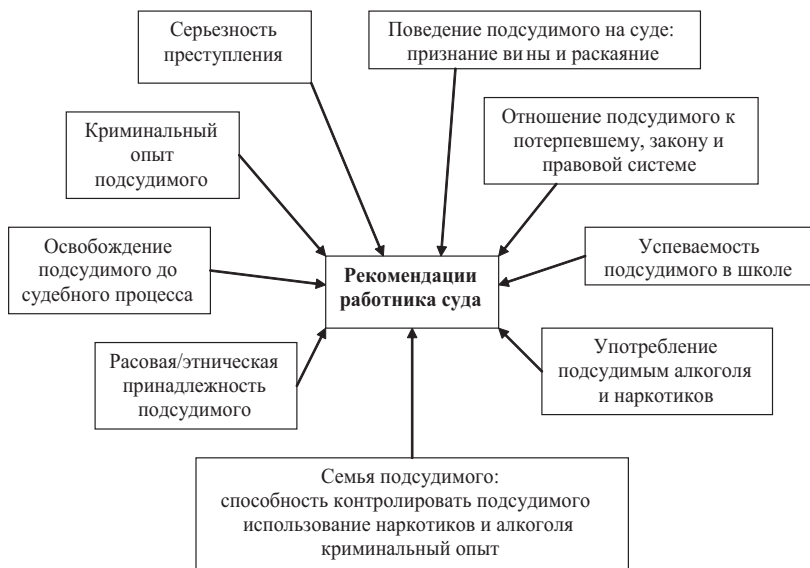 Серьезность
преступления
Поведение подсудимого на суде:
признание вины и раскаяние
Криминальный
опыт
подсудимого
Отношение подсудимого к
потерпевшему, закону и
правовой системе
Освобождение
подсудимого до
судебного процесса
Рекомендации
работника суда
Успеваемость
подсудимого в школе
Расовая/этническая
принадлежность
подсудимого
Употребление
подсудимым алкоголя
и наркотиков
Семья подсудимого:
способность контролировать подсудимого
использование наркотиков и алкоголя
криминальный опыт